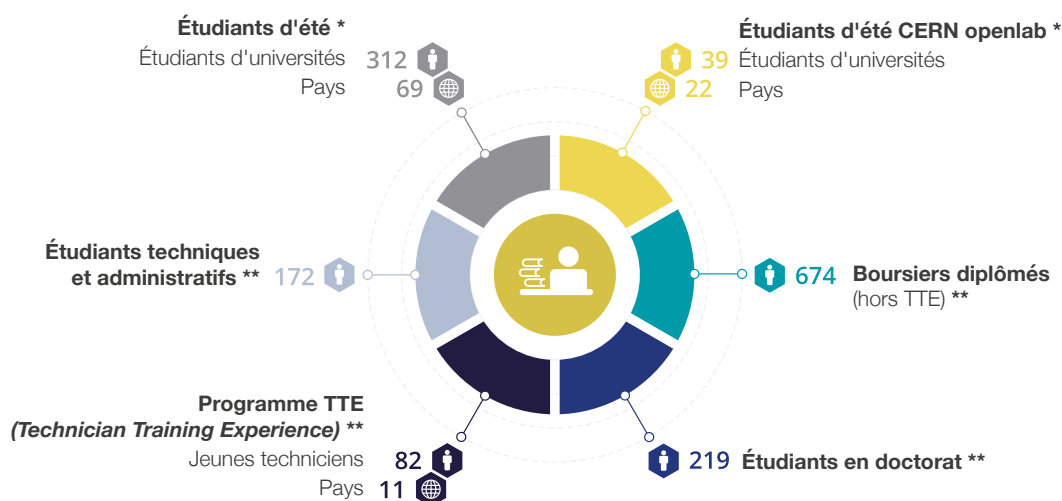 Étudiants d'été *
Étudiants d'universités 312
Pays 69
Étudiants d'été CERN openlab *
39 Étudiants d'universités
22 Pays
Étudiants techniques
et administratifs ** 172
674 Boursiers diplômés
(hors TTE) **
Programme TTE
(Technician Training Experience) **
Jeunes techniciens 82
Pays 11
219 Étudiants en doctorat **